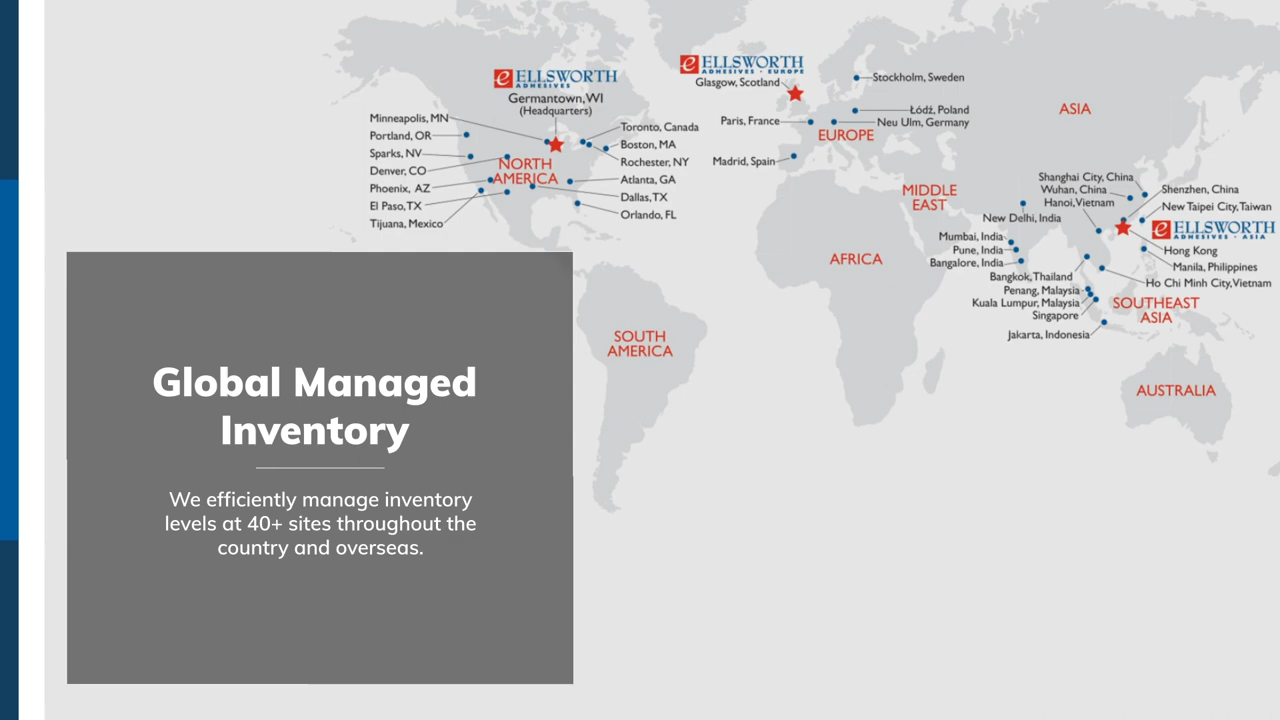 e ELLSWORTH
ADHESIVES
Germantown, WI
(Headquarters)
Minneapolis, MN
Portland, OR
Sparks, NV
Denver, CO
Phoenix, AZ
El Paso, TX
Tijuana, Mexico
Toronto, Canada
Boston, MA
Rochester, NY
Atlanta, GA
Dallas, TX
Orlando, FL
NORTH
AMERICA
e ELLSWORTH
ADHESIVES · EUROPE
Glasgow, Scotland
Stockholm, Sweden
Łódź, Poland
Neu Ulm, Germany
Paris, France
Madrid, Spain
EUROPE
ASIA
MIDDLE
EAST
AFRICA
SOUTH
AMERICA
Shanghai City, China
Wuhan, China
Hanoi, Vietnam
New Delhi, India
Mumbai, India
Pune, India
Bangalore, India
Bangkok, Thailand
Penang, Malaysia
Kuala Lumpur, Malaysia
Singapore
Jakarta, Indonesia
Shenzhen, China
New Taipei City, Taiwan
e ELLSWORTH
ADHESIVES · ASIA
Hong Kong
Manila, Philippines
Ho Chi Minh City, Vietnam
SOUTHEAST
ASIA
AUSTRALIA
Global Managed
Inventory
We efficiently manage inventory
levels at 40+ sites throughout the
country and overseas.